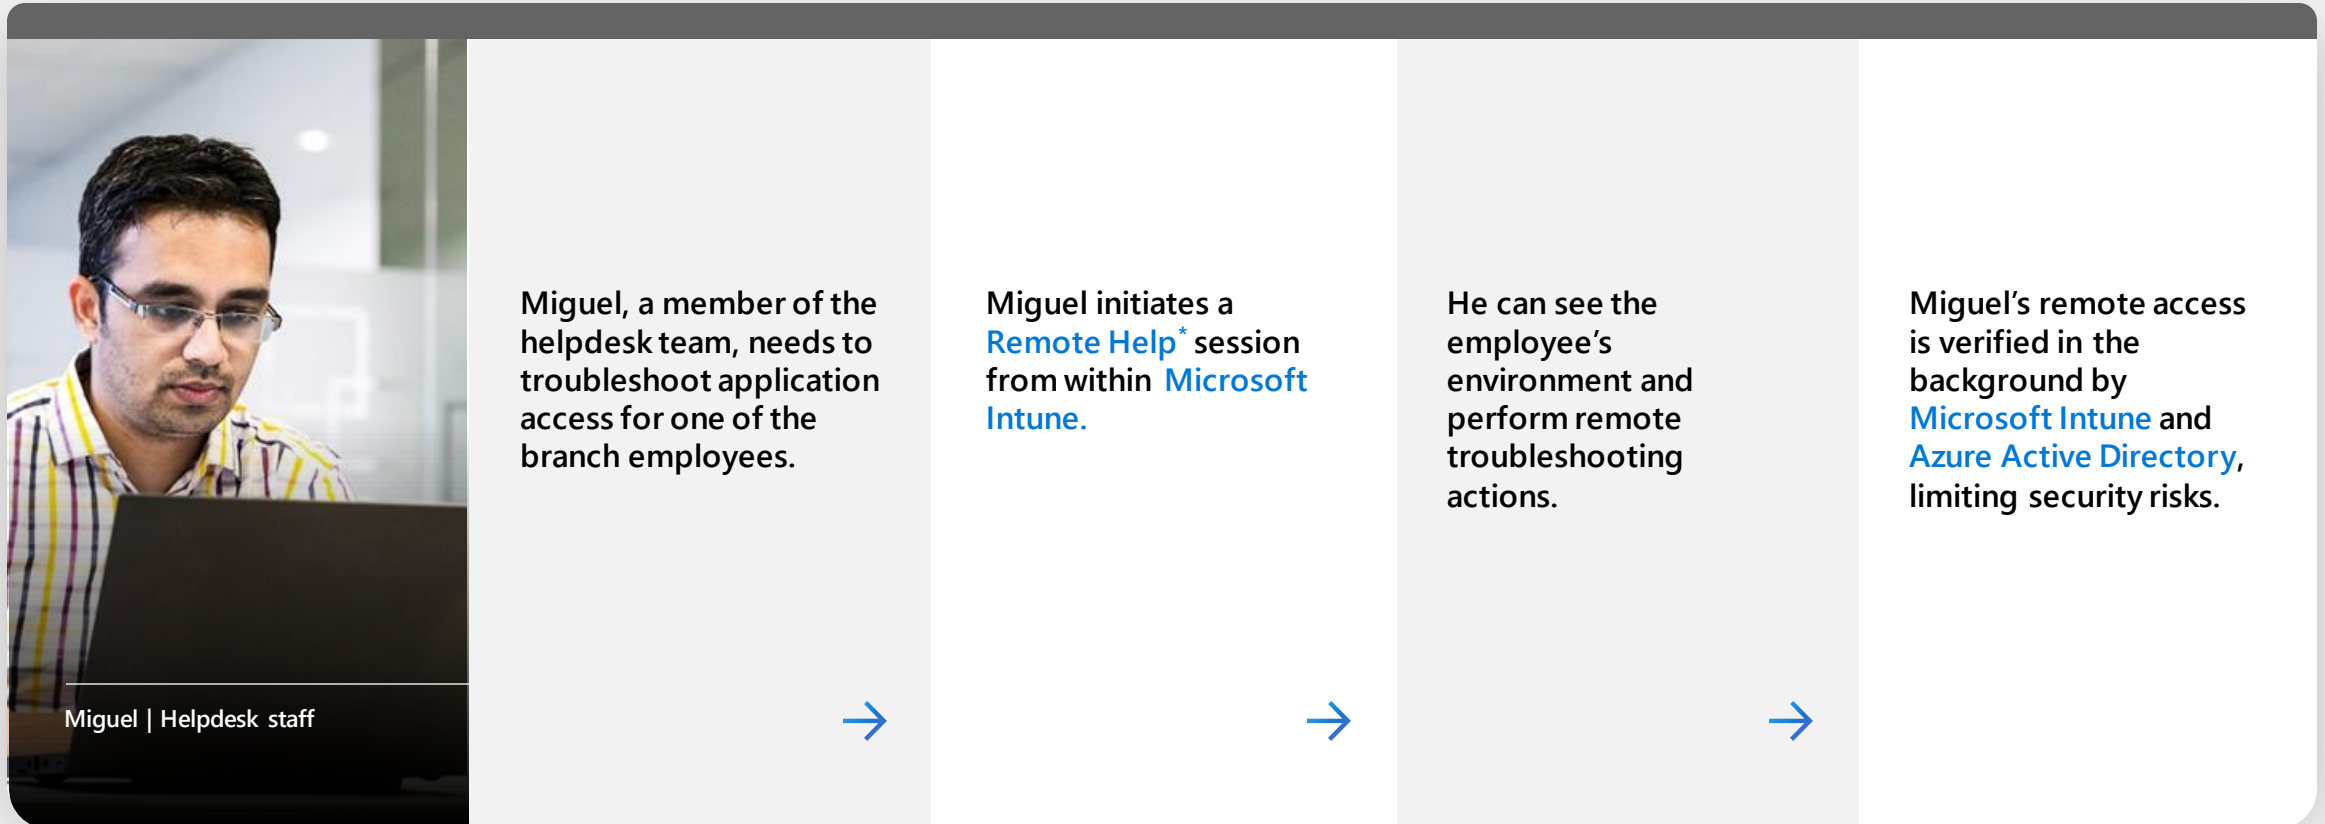 Miguel | Helpdesk staff
Miguel, a member of the
helpdesk team, needs to
troubleshoot application
access for one of the
branch employees.
Miguel initiates a
Remote Help* session
from within Microsoft
Intune.
He can see the
employee’s
environment and
perform remote
troubleshooting
actions.
Miguel’s remote access
is verified in the
background by
Microsoft Intune and
Azure Active Directory,
limiting security risks.